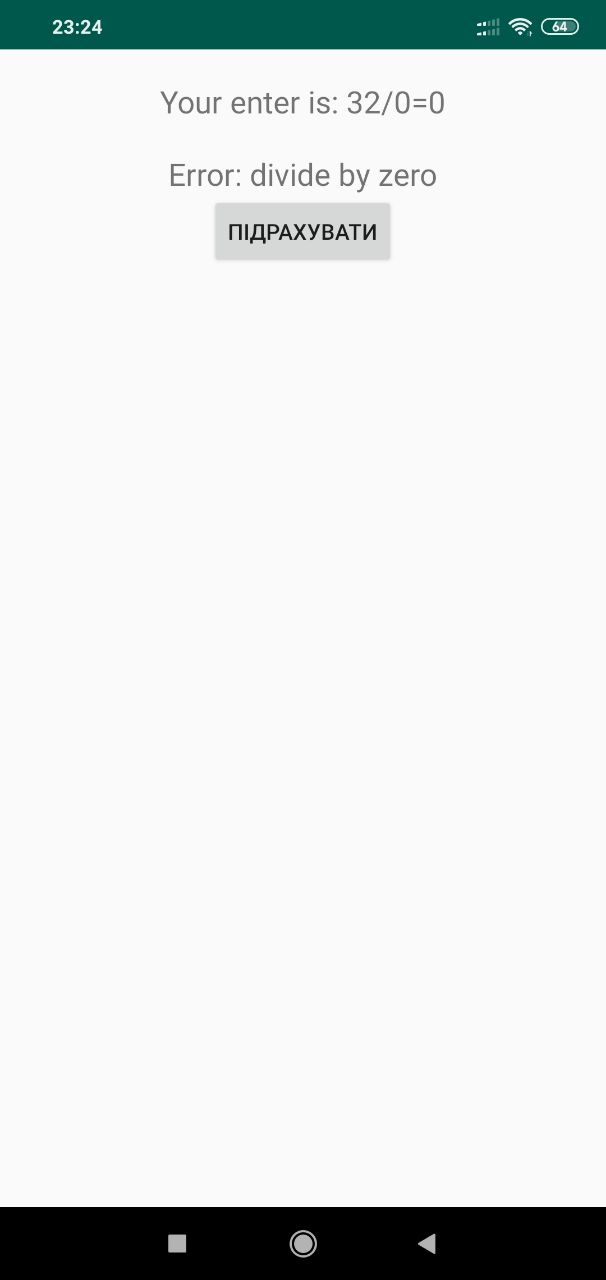 23:24
64
Your enter is: 32/0=0
Error: divide by zero
ПІДРАХУВАТИ